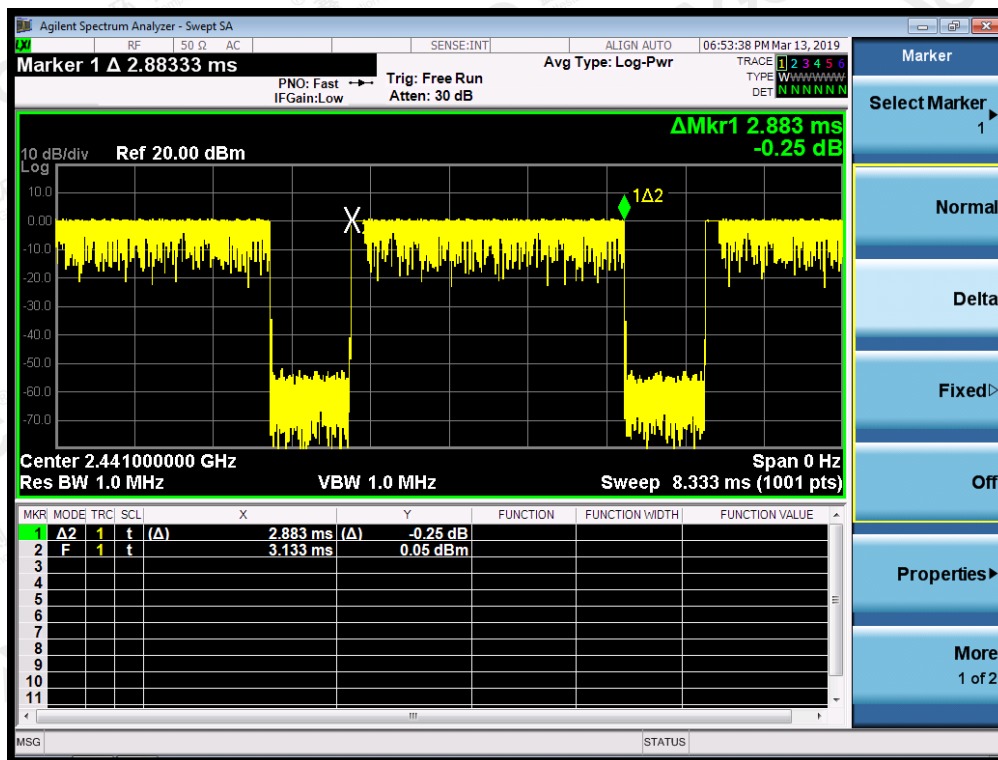 Agilent Spectrum Analyzer - Swept SA
LXI RF 50 Ω AC SENSE:INT ALIGN AUTO 06:53:38 PM Mar 13, 2019
Marker 1 Δ 2.88333 ms
PNO: Fast
IFGain:Low
Trig: Free Run
Atten: 30 dB
Avg Type: Log-Pwr
TRACE 1 2 3 4 5 6
TYPE WWWWWWW
DET N N N N N N
ΔMkr1 2.883 ms
-0.25 dB
10 dB/div Ref 20.00 dBm
Log
10.0
0.00
-10.0
-20.0
-30.0
-40.0
-50.0
-60.0
-70.0
X
1Δ2
Center 2.441000000 GHz Span 0 Hz
Res BW 1.0 MHz VBW 1.0 MHz Sweep 8.333 ms (1001 pts)
MKR MODE TRC SCL X Y FUNCTION FUNCTION WIDTH FUNCTION VALUE
1 Δ2 1 t (Δ) 2.883 ms (Δ) -0.25 dB
2 F 1 t 3.133 ms 0.05 dBm
3
4
5
6
7
8
9
10
11
MSG STATUS
Marker
Select Marker
1
Normal
Delta
Fixed
Off
Properties
More
1 of 2